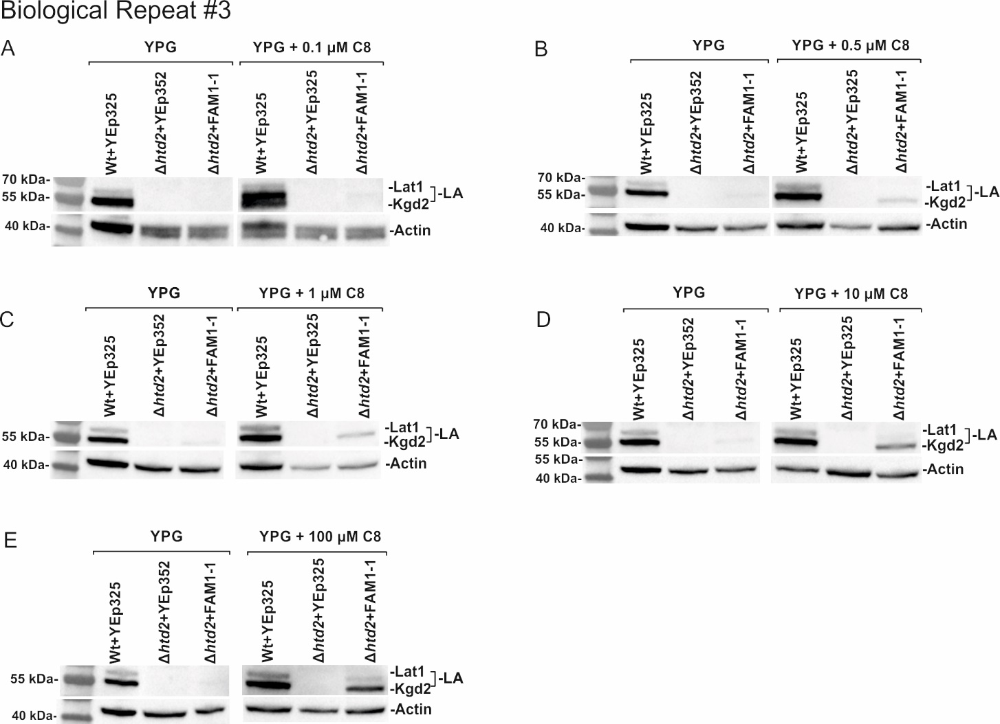 Biological Repeat #3
A
YPG
YPG + 0.1 µM C8
Wt+YEp325
Δhtd2+YEp352
Δhtd2+FAM1-1
Wt+YEp325
Δhtd2+YEp325
Δhtd2+FAM1-1
70 kDa-
55 kDa-
40 kDa-
-Lat1
-Kgd2
-LA
-Actin
B
YPG
YPG + 0.5 µM C8
Wt+YEp325
Δhtd2+YEp352
Δhtd2+FAM1-1
Wt+YEp325
Δhtd2+YEp325
Δhtd2+FAM1-1
70 kDa-
55 kDa-
40 kDa-
-Lat1
-Kgd2
-LA
-Actin
C
YPG
YPG + 1 µM C8
Wt+YEp325
Δhtd2+YEp352
Δhtd2+FAM1-1
Wt+YEp325
Δhtd2+YEp325
Δhtd2+FAM1-1
55 kDa-
40 kDa-
-Lat1
-Kgd2
-LA
-Actin
D
YPG
YPG + 10 µM C8
Wt+YEp325
Δhtd2+YEp352
Δhtd2+FAM1-1
Wt+YEp325
Δhtd2+YEp325
Δhtd2+FAM1-1
70 kDa-
55 kDa-
55 kDa-
40 kDa-
-Lat1
-Kgd2
-LA
-Actin
E
YPG
YPG + 100 µM C8
Wt+YEp325
Δhtd2+YEp352
Δhtd2+FAM1-1
Wt+YEp325
Δhtd2+YEp325
Δhtd2+FAM1-1
55 kDa-
40 kDa-
-Lat1
-Kgd2
-LA
-Actin